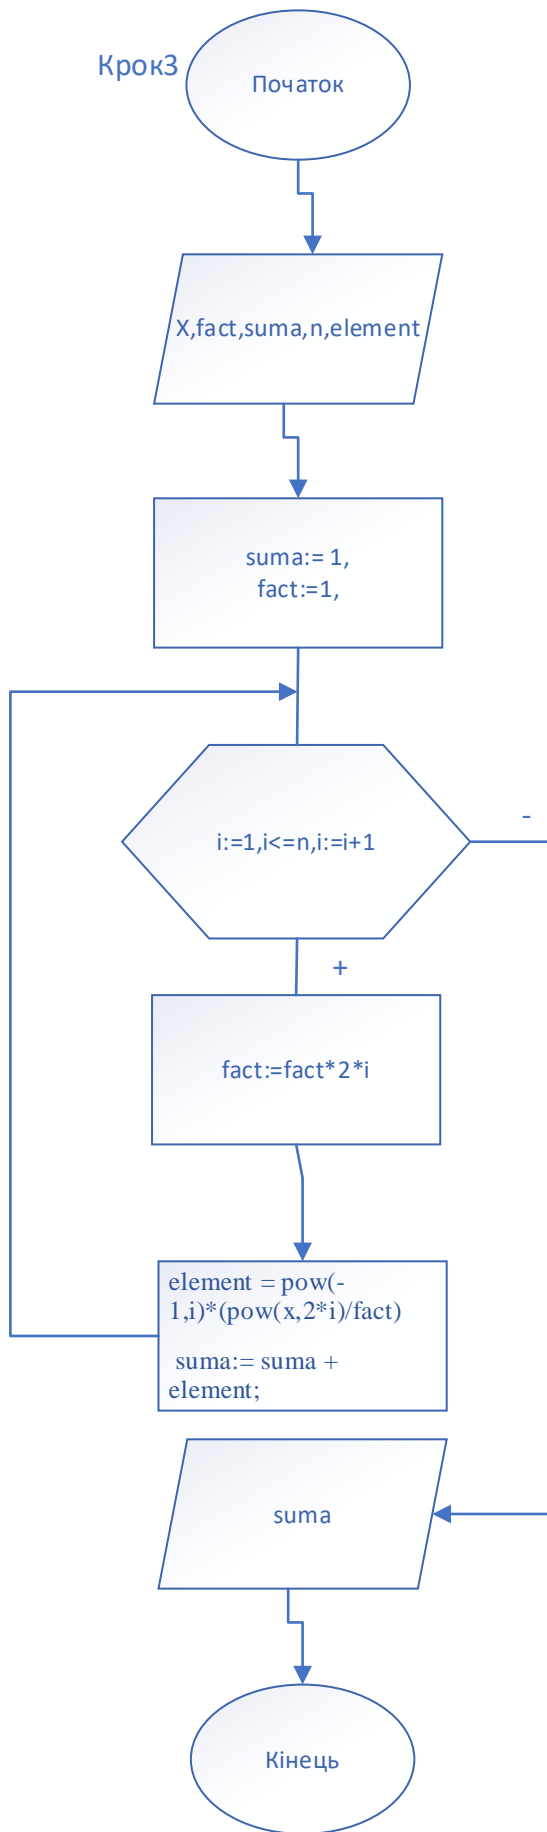 Крок3
Початок
X,fact,suma,n,element
suma:= 1,
fact:=1,
i:=1,i<=n,i:=i+1
-
+
fact:=fact*2*i
element = pow(-
1,i)*(pow(x,2*i)/fact)
suma:= suma +
element;
suma
Кінець